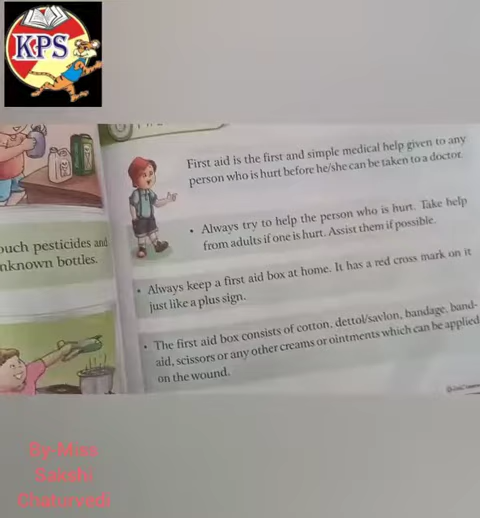 KPS
First aid is the first and simple medical help given to any
person who is hurt before he/she can be taken to a doctor.
• Always try to help the person who is hurt. Take help
from adults if one is hurt. Assist them if possible.
• Always keep a first aid box at home. It has a red cross mark on it
just like a plus sign.
• The first aid box consists of cotton, dettol/savlon, bandage, band-
aid, scissors or any other creams or ointments which can be applied
on the wound.
ouch pesticides and
nknown bottles.
By-Miss
Sakshi
Chaturvedi